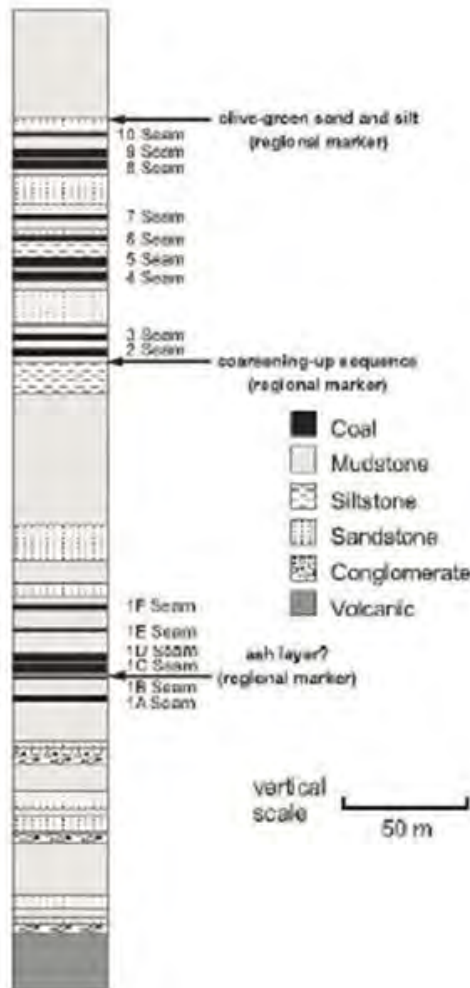 olive-green sand and silt
(regional marker)
10 Seam
9 Seam
8 Seam
7 Seam
6 Seam
5 Seam
4 Seam
3 Seam
2 Seam
coarsening-up sequence
(regional marker)
Coal
Mudstone
Siltstone
Sandstone
Conglomerate
Volcanic
1F Seam
1E Seam
1D Seam
1C Seam
ash layer?
(regional marker)
1B Seam
1A Seam
vertical
scale
50 m